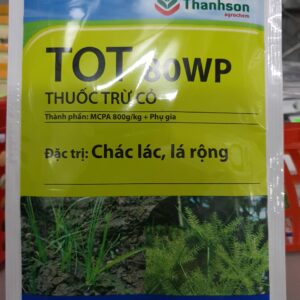 Thanhson
agrochem
TOT 80WP
THUỐC TRỪ CỎ
Thành phần: MCPA 800g/kg + Phụ gia
Đặc trị: Chác lác, lá rộng